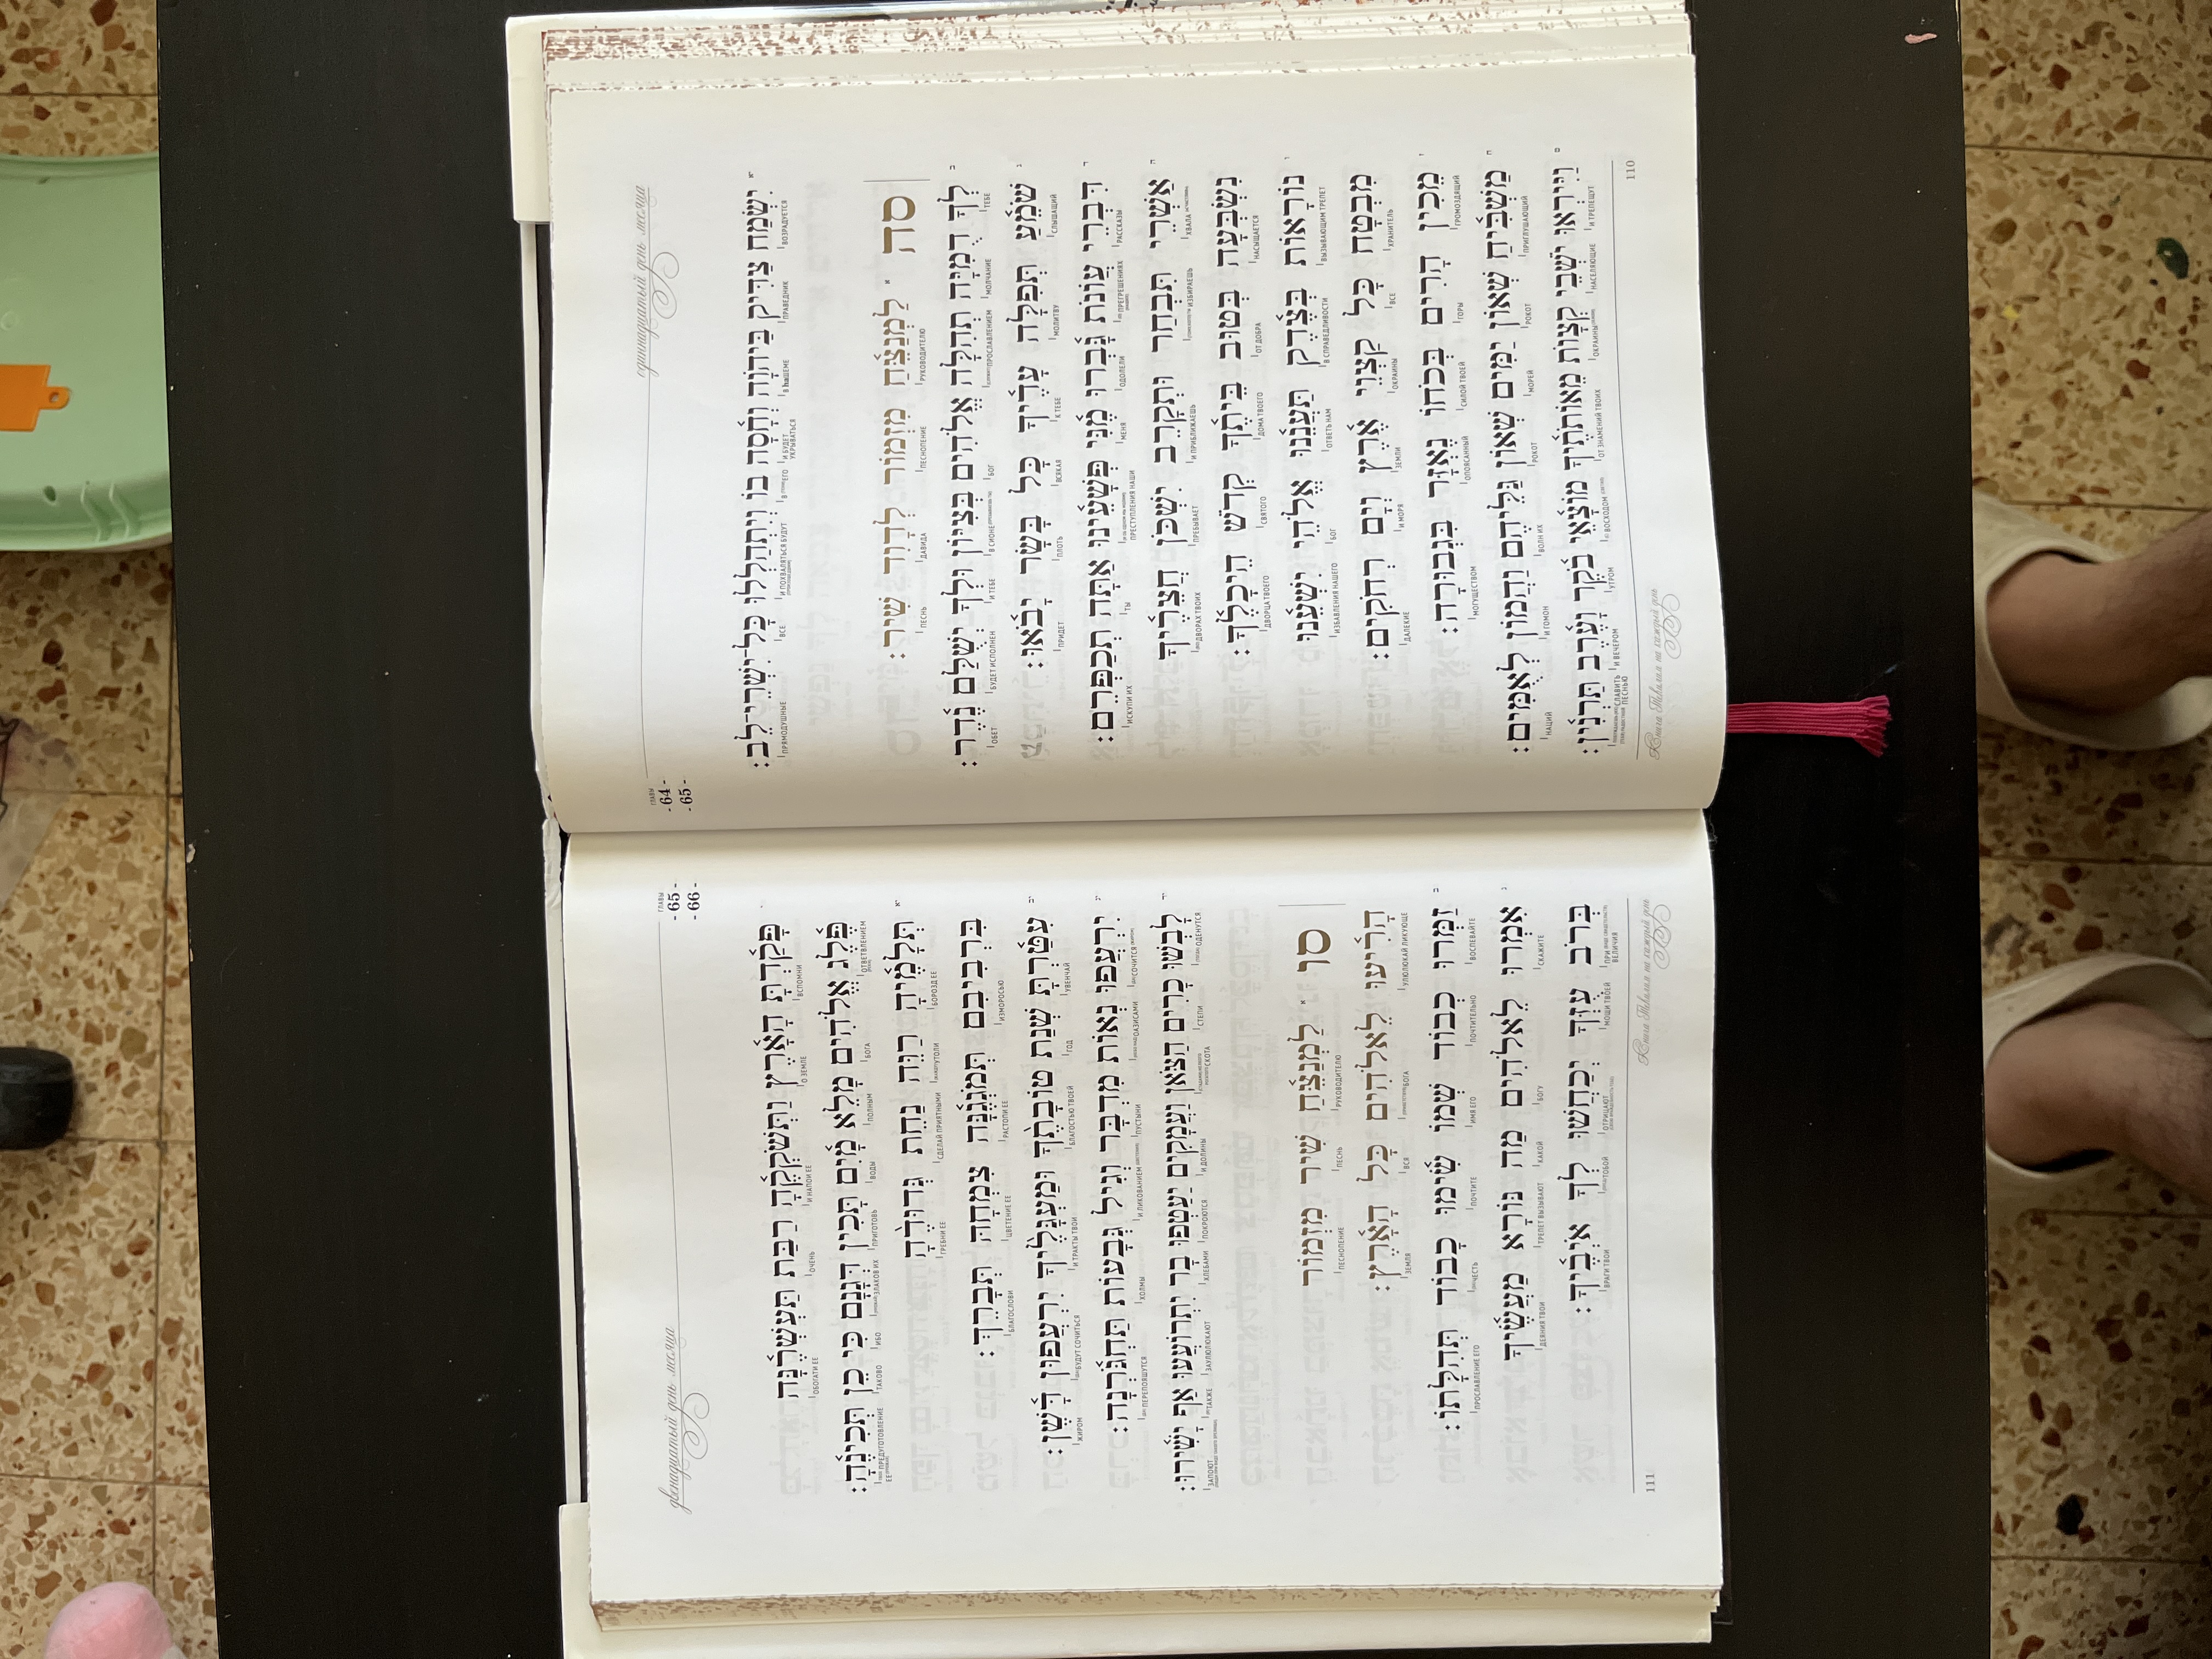 одиннадцатый день месяца
ГЛАВЫ
- 64 -
- 65 -
יא יִשְׂמַח צַדִּיק בַּיהוָֹה וְחָ֘סָה בוֹ וְיִתְהַלְלוּ כָּל־יִשְׁרֵי־לֵב:
ВОЗРАДУЕТСЯ ПРАВЕДНИК В hаШЕМЕ И БУДЕТ УКРЫВАТЬСЯ В НЕГО И ПОХВАЛЯТЬСЯ БУДУТ ВСЕ ПРЯМОДУШНЫЕ
סה א לַמְנַצֵּ֘חַ מִזְמוֹר לְדָוִד שִׁיר:
РУКОВОДИТЕЛЮ ПЕСНОПЕНИЕ ДАВИДА ПЕСНЬ
ב לְךָ דֻמִיָּה תְהִלָּה אֱלֹהִים בְּצִיּוֹן וּלְךָ יְשֻׁלַּם נֶ֘דֶר:
ТЕБЕ МОЛЧАНИЕ ПРОСЛАВЛЕНИЕМ БОГ В СИОНЕ И ТЕБЕ БУДЕТ ИСПОЛНЕН ОБЕТ
ג שֹׁמֵ֘עַ תְּפִלָּה עָדֶ֘יךָ כָּל בָּשָׂר יָבֹ֘אוּ:
СЛЫШАЩИЙ МОЛИТВУ К ТЕБЕ ВСЯКАЯ ПЛОТЬ ПРИДЕТ
ד דִּבְרֵי עֲוֹנֹת גָּ֘בְרוּ מֶ֘נִּי פְּשָׁעֵ֘ינוּ אַתָּה תְכַפְּרֵם:
РАССКАЗЫ ПРЕГРЕШЕНИЯХ ОДОЛЕЛИ МЕНЯ ПРЕСТУПЛЕНИЯ НАШИ ТЫ ИСКУПИ ИХ
ה אַשְׁרֵי תִּבְחַר וּתְקָרֵב יִשְׁכֹּן חֲצֵרֶ֘יךָ
ХВАЛА ИЗБИРАЕШЬ И ПРИБЛИЖАЕШЬ ПРЕБЫВАЕТ ДВОРАХ ТВОИХ
נִשְׂבְּעָה בְּטוּב בֵּיתֶ֘ךָ קְדֹשׁ הֵיכָלֶ֘ךָ:
НАСЫЩАЕТСЯ ОТ ДОБРА ДОМА ТВОЕГО СВЯТОГО ДВОРЦА ТВОЕГО
ו נוֹרָאוֹת בְּצֶ֘דֶק תַּעֲנֵ֘נוּ אֱלֹהֵי יִשְׁעֵ֘נוּ
ВЫЗЫВАЮЩИМ ТРЕПЕТ В СПРАВЕДЛИВОСТИ ОТВЕТЬ НАМ БОГ ИЗБАВЛЕНИЯ НАШЕГО
מִבְטָח כָּל קַצְוֵי אֶ֘רֶץ וְיָם רְחֹקִים:
ХРАНИТЕЛЬ ВСЕ ОКРАИНЫ ЗЕМЛИ И МОРЯ ДАЛЕКИЕ
ז מֵכִין הָרִים בְּכֹחוֹ נֶאְזָר בִּגְבוּרָה:
ГРОМОЗДЯЩИЙ ГОРЫ СИЛОЙ ТВОЕЙ ОПОЯСАННЫЙ МОГУЩЕСТВОМ
ח מַשְׁבִּ֘יחַ שְׁאוֹן יַמִּים שְׁאוֹן גַּלֵּיהֶם וַהֲמוֹן לְאֻמִּים:
ПРИГЛУШАЮЩИЙ РОКОТ МОРЕЙ РОКОТ ВОЛН ИХ И ГОМОН НАЦИЙ
ט וַיִּירְאוּ יֹשְׁבֵי קְצָוֹת מֵאוֹתֹתֶ֘יךָ מוֹצָ֘אֵי בֹ֘קֶר וָעֶ֘רֶב תַּרְנִ֘ין:
И ТРЕПЕЩУТ НАСЕЛЯЮЩИЕ ОКРАИНЫ ОТ ЗНАМЕНИЙ ТВОИХ ВОСХОДОМ УТРОМ И ВЕЧЕРОМ СЛАВИТЬ ПЕСНЬЮ
110
Книга Теhилим на каждый день
двенадцатый день месяца
ГЛАВЫ
- 65 -
- 66 -
י פָּקַ֘דְתָּ הָאָ֘רֶץ וַתְּשֹׁקְקֶ֘הָ רַבַּת תַּעְשְׁרֶ֘נָּה
ВСПОМНИ О ЗЕМЛЕ И НАПОИ ЕЕ ОЧЕНЬ ОБОГАТИ ЕЕ
פֶּ֘לֶג אֱלֹהִים מָלֵא מָ֘יִם תָּכִין דְּגָנָם כִּי כֵן תְּכִינֶ֘הָ:
ОТВЕТВЛЕНИЕМ БОГА ПОЛНЫМ ВОДЫ ПРИГОТОВЬ ЗЛАКОВ ИХ ИБО ТАКОВО ПРЕДУГОТОВЛЕНИЕ ЕЕ
יא תְּלָמֶ֘יהָ רַוֵּה נַחֵת גְּדוּדֶ֘הָ
БОРОЗД ЕЕ УТОЛИ СДЕЛАЙ ПРИЯТНЫМИ ГРЕБНИ ЕЕ
בִּרְבִיבִם תְּמֹגְגֶ֘נָּה צִמְחָהּ תְּבָרֵךְ:
ИЗМОРОСЬЮ РАСТОПИ ЕЕ ЦВЕТЕНИЕ ЕЕ БЛАГОСЛОВИ
יב עִטַּ֘רְתָּ שְׁנַת טוֹבָתֶ֘ךָ וּמַעְגָּלֶ֘יךָ יִרְעֲפוּן דָּ֘שֶׁן:
УВЕНЧАЙ ГОД БЛАГОСТЬЮ ТВОЕЙ И ТРАКТЫ ТВОИ БУДУТ СОЧИТЬСЯ ЖИРОМ
יג יִרְעֲפוּ נְאוֹת מִדְבָּר וְגִיל גְּבָעוֹת תַּחְגֹּ֘רְנָה:
СОЧИТСЯ ОАЗИСАМИ ПУСТЫНИ И ЛИКОВАНИЕМ ХОЛМЫ ПЕРЕПОЯШУТСЯ
יד לָבְשׁוּ כָרִים הַצֹּאן וַעֲמָקִים יַעַטְפוּ בָר יִתְרוֹעֲעוּ אַף יָשִׁ֘ירוּ:
ОДЕНУТСЯ СТЕПИ СКОТА И ДОЛИНЫ ПОКРОЮТСЯ ХЛЕБАМИ ЗАУЛЮЛЮКАЮТ ТАКЖЕ ЗАПОЮТ
סו א לַמְנַצֵּ֘חַ שִׁיר מִזְמוֹר
РУКОВОДИТЕЛЮ ПЕСНЬ ПЕСНОПЕНИЕ
הָרִ֘יעוּ לֵאלֹהִים כָּל הָאָ֘רֶץ:
УЛЮЛЮКАЙ ЛИКУЮЩЕ БОГА ВСЯ ЗЕМЛЯ
ב זַמְּרוּ כְבוֹד שְׁמוֹ שִׂ֘ימוּ כָבוֹד תְּהִלָּתוֹ:
ВОСПЕВАЙТЕ ПОЧТИТЕЛЬНО ИМЯ ЕГО ПОЧТИТЕ ЧЕСТЬ ПРОСЛАВЛЕНИЕ ЕГО
ג אִמְרוּ לֵאלֹהִים מַה נּוֹרָא מַעֲשֶׂ֘יךָ
СКАЖИТЕ БОГУ КАКОЙ ТРЕПЕТ ВЫЗЫВАЮТ ДЕЯНИЯ ТВОИ
בְּרֹב עֻזְּךָ יְכַחֲשׁוּ לְךָ אֹיְבֶ֘יךָ:
ПРИ ВЕЛИЧИЯ МОЩИ ТВОЕЙ ОТРИЦАЮТ ТОБОЙ ВРАГИ ТВОИ
111
Книга Теhилим на каждый день